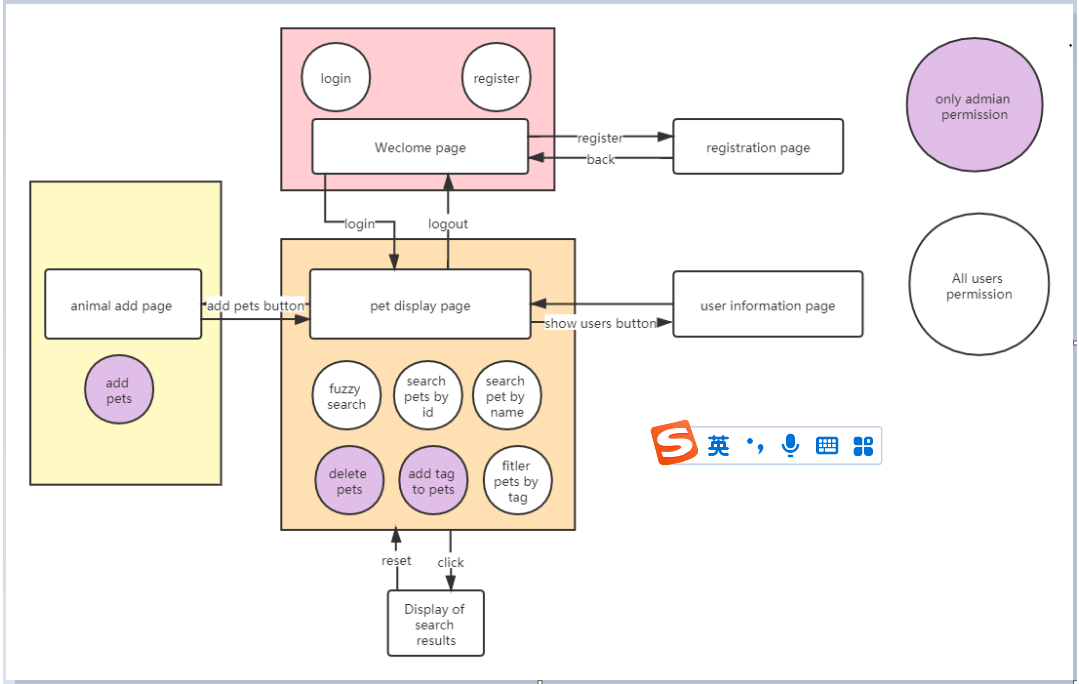 login
register
Weclome page
register
back
registration page
only admian
permission
login
logout
animal add page
add pets button
pet display page
user information page
show users button
All users
permission
add
pets
fuzzy
search
search
pets by
id
search
pet by
name
delete
pets
add tag
to pets
fitler
pets by
tag
S 英
reset
click
Display of
search
results